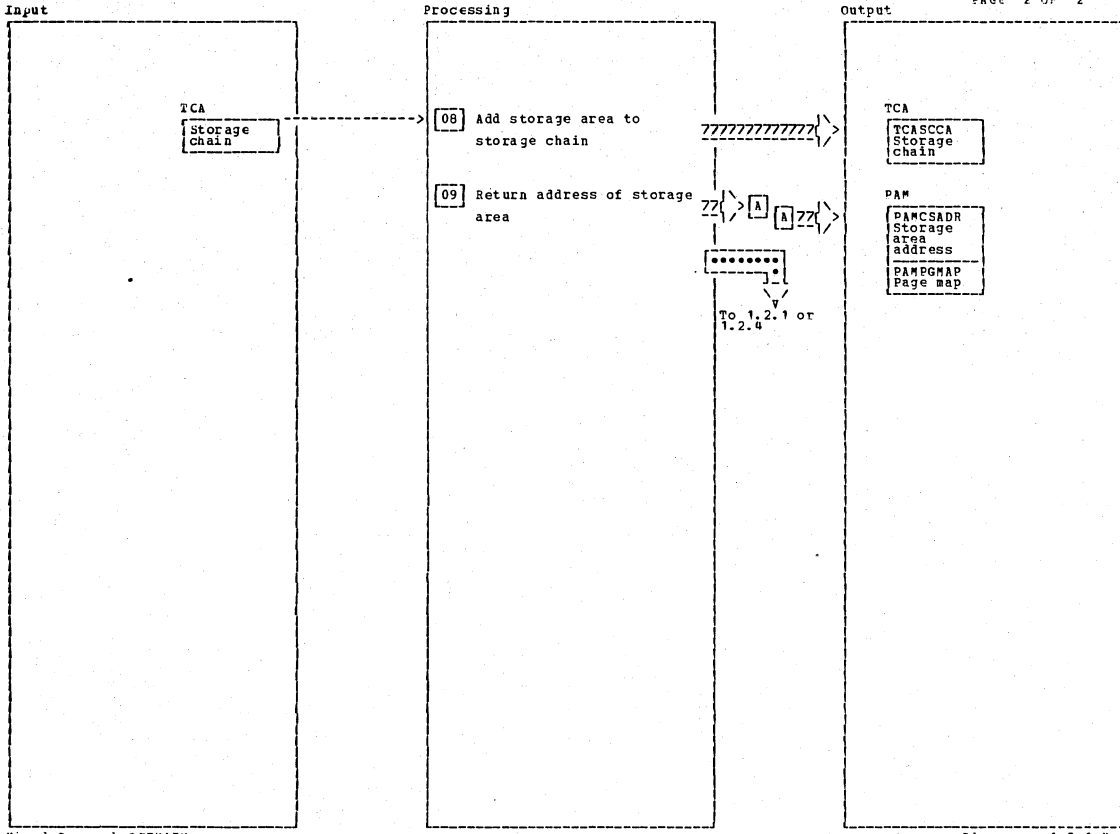 PAGE 2 OF 2
Input
Processing
Output
TCA
Storage
chain
08 Add storage area to
storage chain
TCA
TCASCCA
Storage
chain
09 Return address of storage
area
A
A
PAM
PAMCSADR
Storage
area
address
PAMPGMAP
Page map
To 1.2.1 or
1.2.4